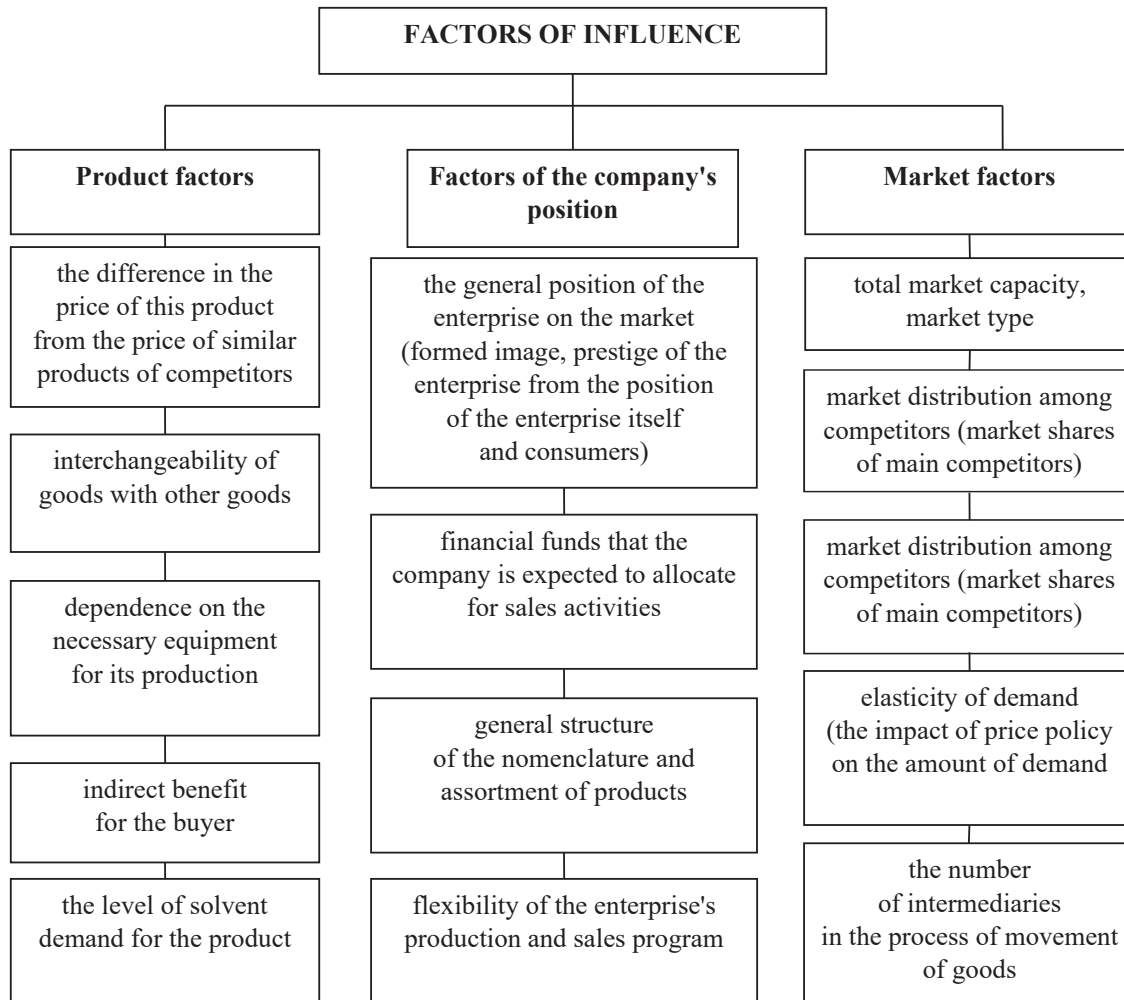 FACTORS OF INFLUENCE
Product factors
the difference in the
price of this product
from the price of similar
products of competitors
interchangeability of
goods with other goods
dependence on the
necessary equipment
for its production
indirect benefit
for the buyer
the level of solvent
demand for the product
Factors of the company's
position
the general position of the
enterprise on the market
(formed image, prestige of the
enterprise from the position
of the enterprise itself
and consumers)
financial funds that the
company is expected to allocate
for sales activities
general structure
of the nomenclature and
assortment of products
flexibility of the enterprise's
production and sales program
Market factors
total market capacity,
market type
market distribution among
competitors (market shares
of main competitors)
market distribution among
competitors (market shares
of main competitors)
elasticity of demand
(the impact of price policy
on the amount of demand
the number
of intermediaries
in the process of movement
of goods